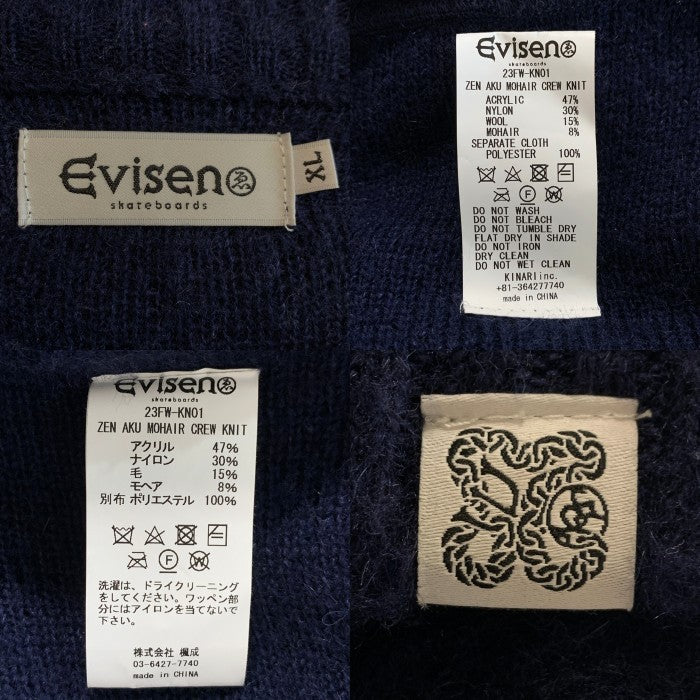 Evisen
skateboards
XL
Evisen
skateboards
23FW-KN01
ZEN AKU MOHAIR CREW KNIT
ACRYLIC 47%
NYLON 30%
WOOL 15%
MOHAIR 8%
SEPARATE CLOTH
POLYESTER 100%
DO NOT WASH
DO NOT BLEACH
DO NOT TUMBLE DRY
FLAT DRY IN SHADE
DO NOT IRON
DRY CLEAN
DO NOT WET CLEAN
KINARI inc.
+81-364277740
made in CHINA
Evisen
skateboards
23FW-KN01
ZEN AKU MOHAIR CREW KNIT
アクリル 47%
ナイロン 30%
毛 15%
モヘア 8%
別布 ポリエステル 100%
洗濯は、ドライクリーニング
をしてください。ワッペン部
分にはアイロンを当てないで
下さい。
株式会社 楓成
03-6427-7740
made in CHINA